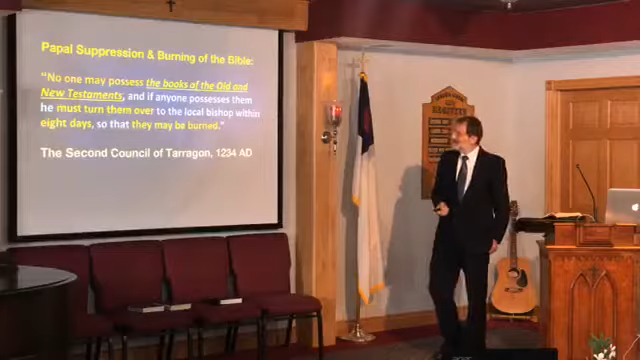 Papal Suppression & Burning of the Bible:
"No one may possess the books of the Old and
New Testaments, and if anyone possesses them
he must turn them over to the local bishop within
eight days, so that they may be burned."
The Second Council of Tarragon, 1234 AD
REGISTER